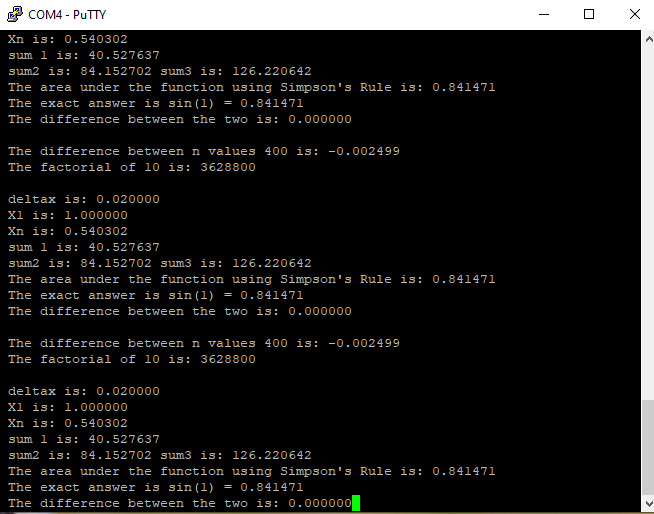 COM4 - PuTTY
Xn is: 0.540302
sum 1 is: 40.527637
sum2 is: 84.152702 sum3 is: 126.220642
The area under the function using Simpson's Rule is: 0.841471
The exact answer is sin(1) = 0.841471
The difference between the two is: 0.000000
The difference between n values 400 is: -0.002499
The factorial of 10 is: 3628800
deltax is: 0.020000
X1 is: 1.000000
Xn is: 0.540302
sum 1 is: 40.527637
sum2 is: 84.152702 sum3 is: 126.220642
The area under the function using Simpson's Rule is: 0.841471
The exact answer is sin(1) = 0.841471
The difference between the two is: 0.000000
The difference between n values 400 is: -0.002499
The factorial of 10 is: 3628800
deltax is: 0.020000
X1 is: 1.000000
Xn is: 0.540302
sum 1 is: 40.527637
sum2 is: 84.152702 sum3 is: 126.220642
The area under the function using Simpson's Rule is: 0.841471
The exact answer is sin(1) = 0.841471
The difference between the two is: 0.000000